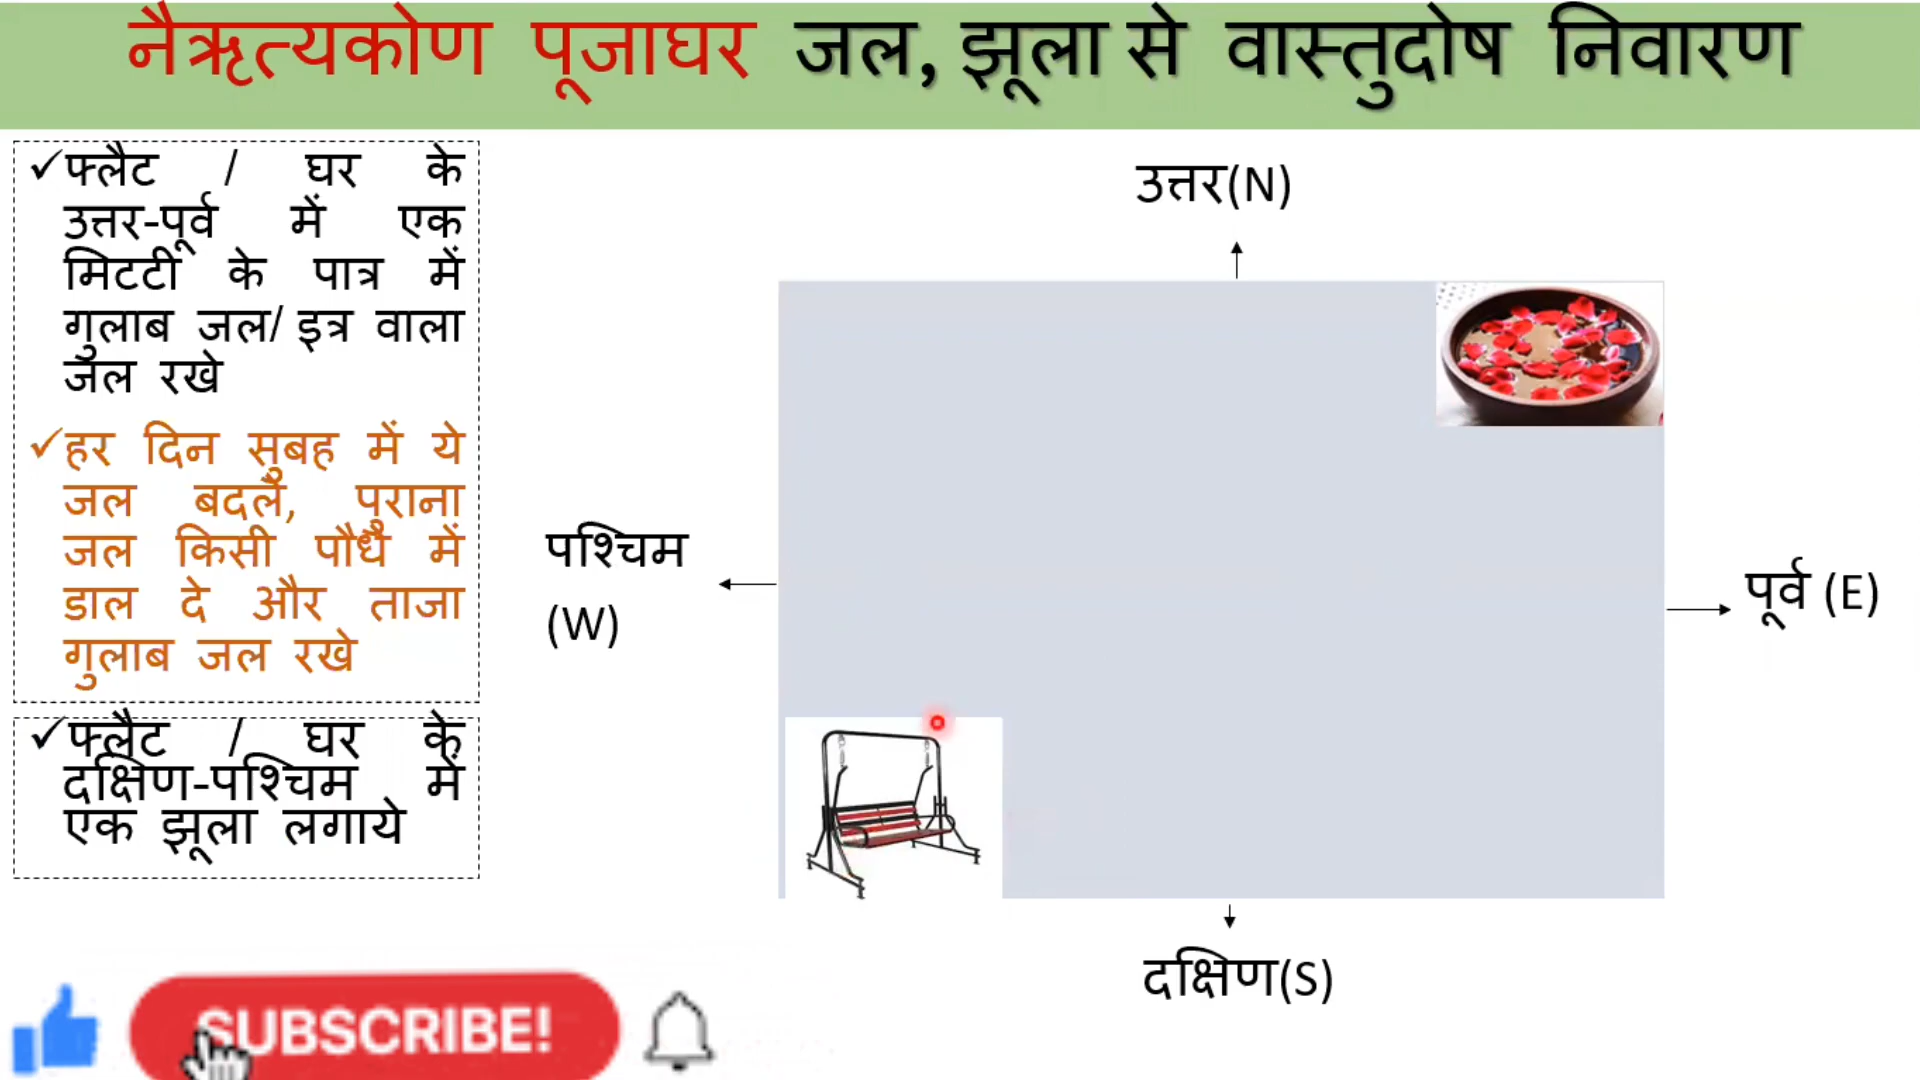 नैऋत्यकोण पूजाघर जल, झूला से वास्तुदोष निवारण
✓फ्लैट / घर के
उत्तर-पूर्व में एक
मिटटी के पात्र में
गुलाब जल/ इत्र वाला
जल रखे
✓हर दिन सुबह में ये
जल बदलें, पुराना
जल किसी पौधै में
डाल दे और ताजा
गुलाब जल रखे
✓फ्लैट / घर के
दक्षिण-पश्चिम में
एक झूला लगाये
उत्तर(N)
पश्चिम
(W)
पूर्व (E)
दक्षिण(S)
SUBSCRIBE!